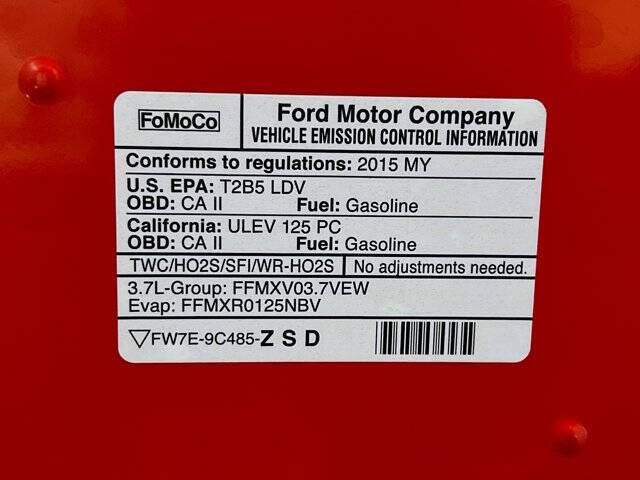 FoMoCo
Ford Motor Company
VEHICLE EMISSION CONTROL INFORMATION
Conforms to regulations: 2015 MY
U.S. EPA: T2B5 LDV
OBD: CA II Fuel: Gasoline
California: ULEV 125 PC
OBD: CA II Fuel: Gasoline
TWC/HO2S/SFI/WR-HO2S No adjustments needed.
3.7L-Group: FFMXV03.7VEW
Evap: FFMXR0125NBV
▽FW7E-9C485-Z S D